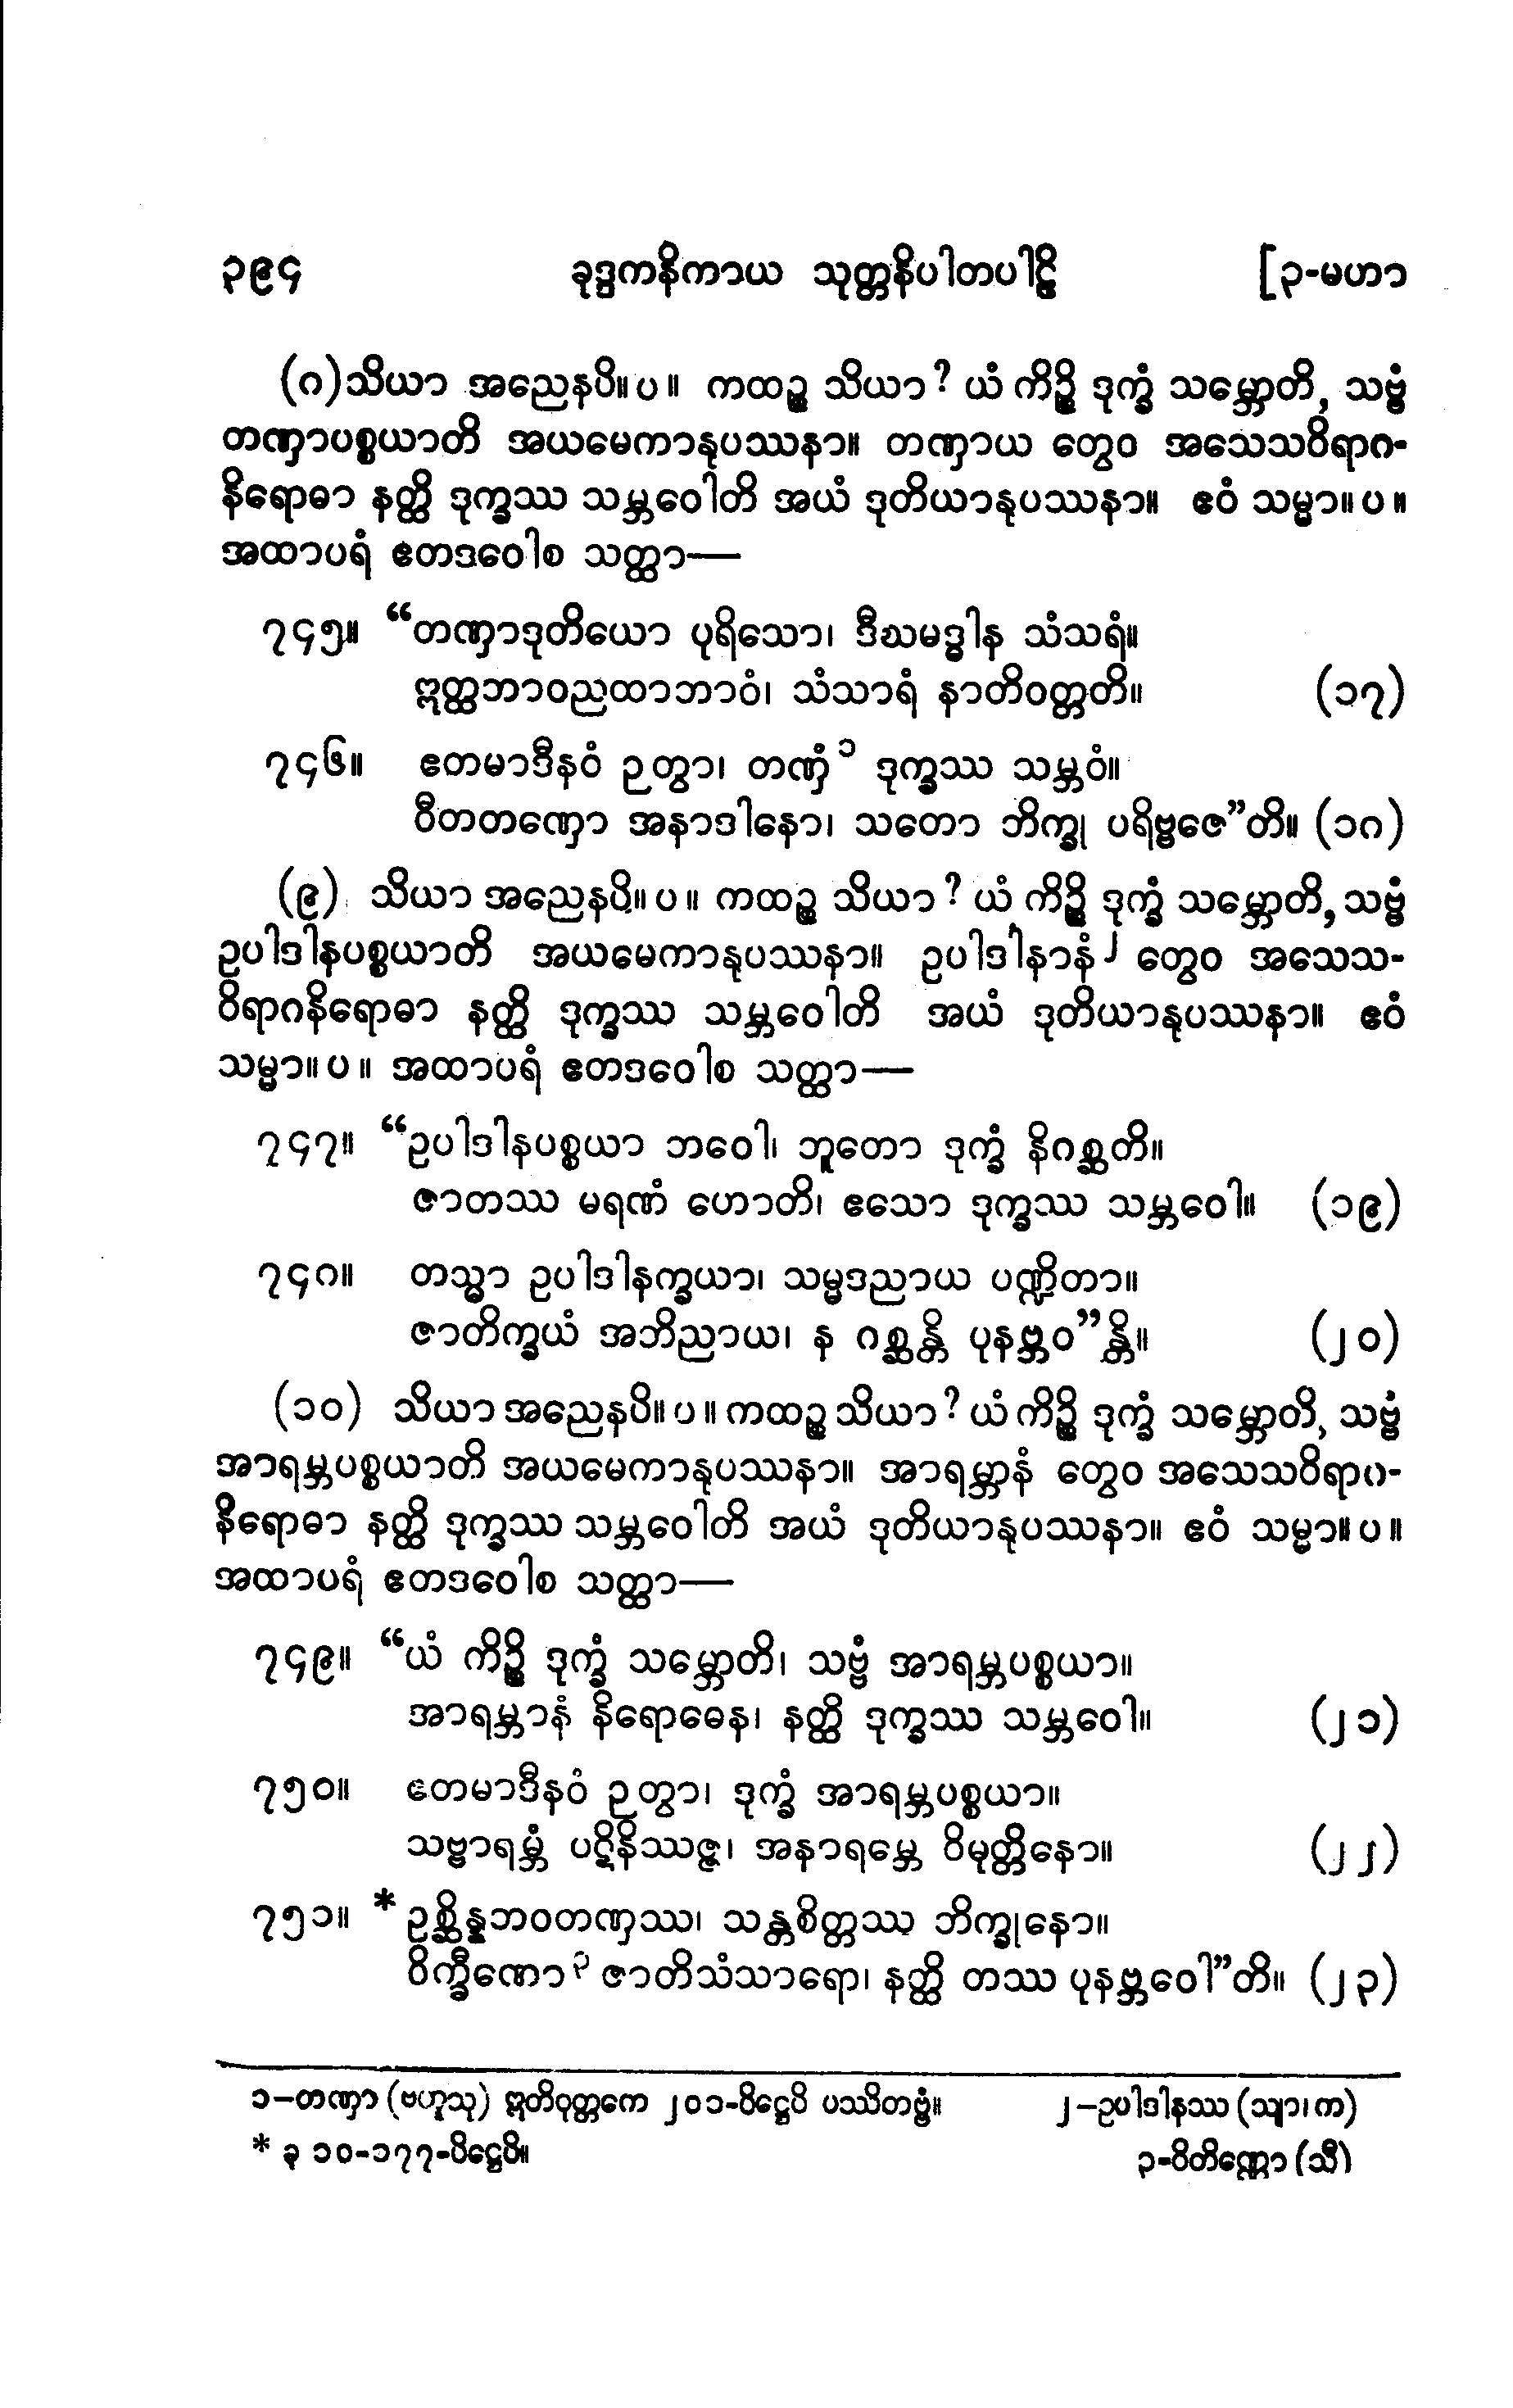 ၃၉၄ ခုဒ္ဒကနိကာယ သုတ္တနိပါတပါဠိ [၃-မဟာ
(၈)သိယာ အညေနပိ။ပ။ ကထဉ္စ သိယာ? ယံ ကိဉ္စိ ဒုက္ခံ သမ္ဘောတိ, သဗ္ဗံ
တဏှာပစ္စယာတိ အယမေကာနုပဿနာ။ တဏှာယ တွေဝ အသေသဝိရာဂ-
နိရောဓာ နတ္ထိ ဒုက္ခဿ သမ္ဘဝေါတိ အယံ ဒုတိယာနုပဿနာ။ ဧဝံ သမ္မာ။ပ။
အထာပရံ ဧတဒဝေါစ သတ္ထာ—
၇၄၅။ “တဏှာဒုတိယော ပုရိသော၊ ဒီဃမဒ္ဓါန သံသရံ။
ဣတ္ထဘာဝညထာဘာဝံ၊ သံသာရံ နာတိဝတ္တတိ။ (၁၇)
၇၄၆။ ဧတမာဒီနဝံ ဉတွာ၊ တဏှံ၁ ဒုက္ခဿ သမ္ဘဝံ။
ဝီတတဏှော အနာဒါနော၊ သတော ဘိက္ခု ပရိဗ္ဗဇေ”တိ။ (၁၈)
(၉) သိယာ အညေနပိ။ပ။ ကထဉ္စ သိယာ? ယံ ကိဉ္စိ ဒုက္ခံ သမ္ဘောတိ, သဗ္ဗံ
ဥပါဒါနပစ္စယာတိ အယမေကာနုပဿနာ။ ဥပါဒါနာနံ၂ တွေဝ အသေသ-
ဝိရာဂနိရောဓာ နတ္ထိ ဒုက္ခဿ သမ္ဘဝေါတိ အယံ ဒုတိယာနုပဿနာ။ ဧဝံ
သမ္မာ။ပ။ အထာပရံ ဧတဒဝေါစ သတ္ထာ—
၇၄၇။ “ဥပါဒါနပစ္စယာ ဘဝေါ၊ ဘူတော ဒုက္ခံ နိဂစ္ဆတိ။
ဇာတဿ မရဏံ ဟောတိ၊ ဧသော ဒုက္ခဿ သမ္ဘဝေါ။ (၁၉)
၇၄၈။ တသ္မာ ဥပါဒါနက္ခယာ၊ သမ္မဒညာယ ပဏ္ဍိတာ။
ဇာတိက္ခယံ အဘိညာယ၊ န ဂစ္ဆန္တိ ပုနဗ္ဘဝ”န္တိ။ (၂၀)
(၁၀) သိယာ အညေနပိ။ပ။ ကထဉ္စ သိယာ? ယံ ကိဉ္စိ ဒုက္ခံ သမ္ဘောတိ, သဗ္ဗံ
အာရမ္ဘပစ္စယာတိ အယမေကာနုပဿနာ။ အာရမ္ဘာနံ တွေဝ အသေသဝိရာဂ-
နိရောဓာ နတ္ထိ ဒုက္ခဿ သမ္ဘဝေါတိ အယံ ဒုတိယာနုပဿနာ။ ဧဝံ သမ္မာ။ပ။
အထာပရံ ဧတဒဝေါစ သတ္ထာ—
၇၄၉။ “ယံ ကိဉ္စိ ဒုက္ခံ သမ္ဘောတိ၊ သဗ္ဗံ အာရမ္ဘပစ္စယာ။
အာရမ္ဘာနံ နိရောဓေန၊ နတ္ထိ ဒုက္ခဿ သမ္ဘဝေါ။ (၂၁)
၇၅၀။ ဧတမာဒီနဝံ ဉတွာ၊ ဒုက္ခံ အာရမ္ဘပစ္စယာ။
သဗ္ဗာရမ္ဘံ ပဋိနိဿဇ္ဇ၊ အနာရမ္ဘေ ဝိမုတ္တိနော။ (၂၂)
၇၅၁။ * ဥစ္ဆိန္နဘဝတဏှဿ၊ သန္တစိတ္တဿ ဘိက္ခုနော။
ဝိက္ခီဏော၃ ဇာတိသံသာရော၊ နတ္ထိ တဿ ပုနဗ္ဘဝေါ”တိ။ (၂၃)
၁-တဏှာ (ဗဟူသု) ဣတိဝုတ္တကေ ၂၀၁-ပိဋ္ဌေပိ ပဿိတဗ္ဗံ။ ၂-ဥပါဒါနဿ (သျာ၊ က)
* ခု ၁၀-၁၇၇-ပိဋ္ဌေပိ။ ၃-ဝိတိဏ္ဏော (သီ)